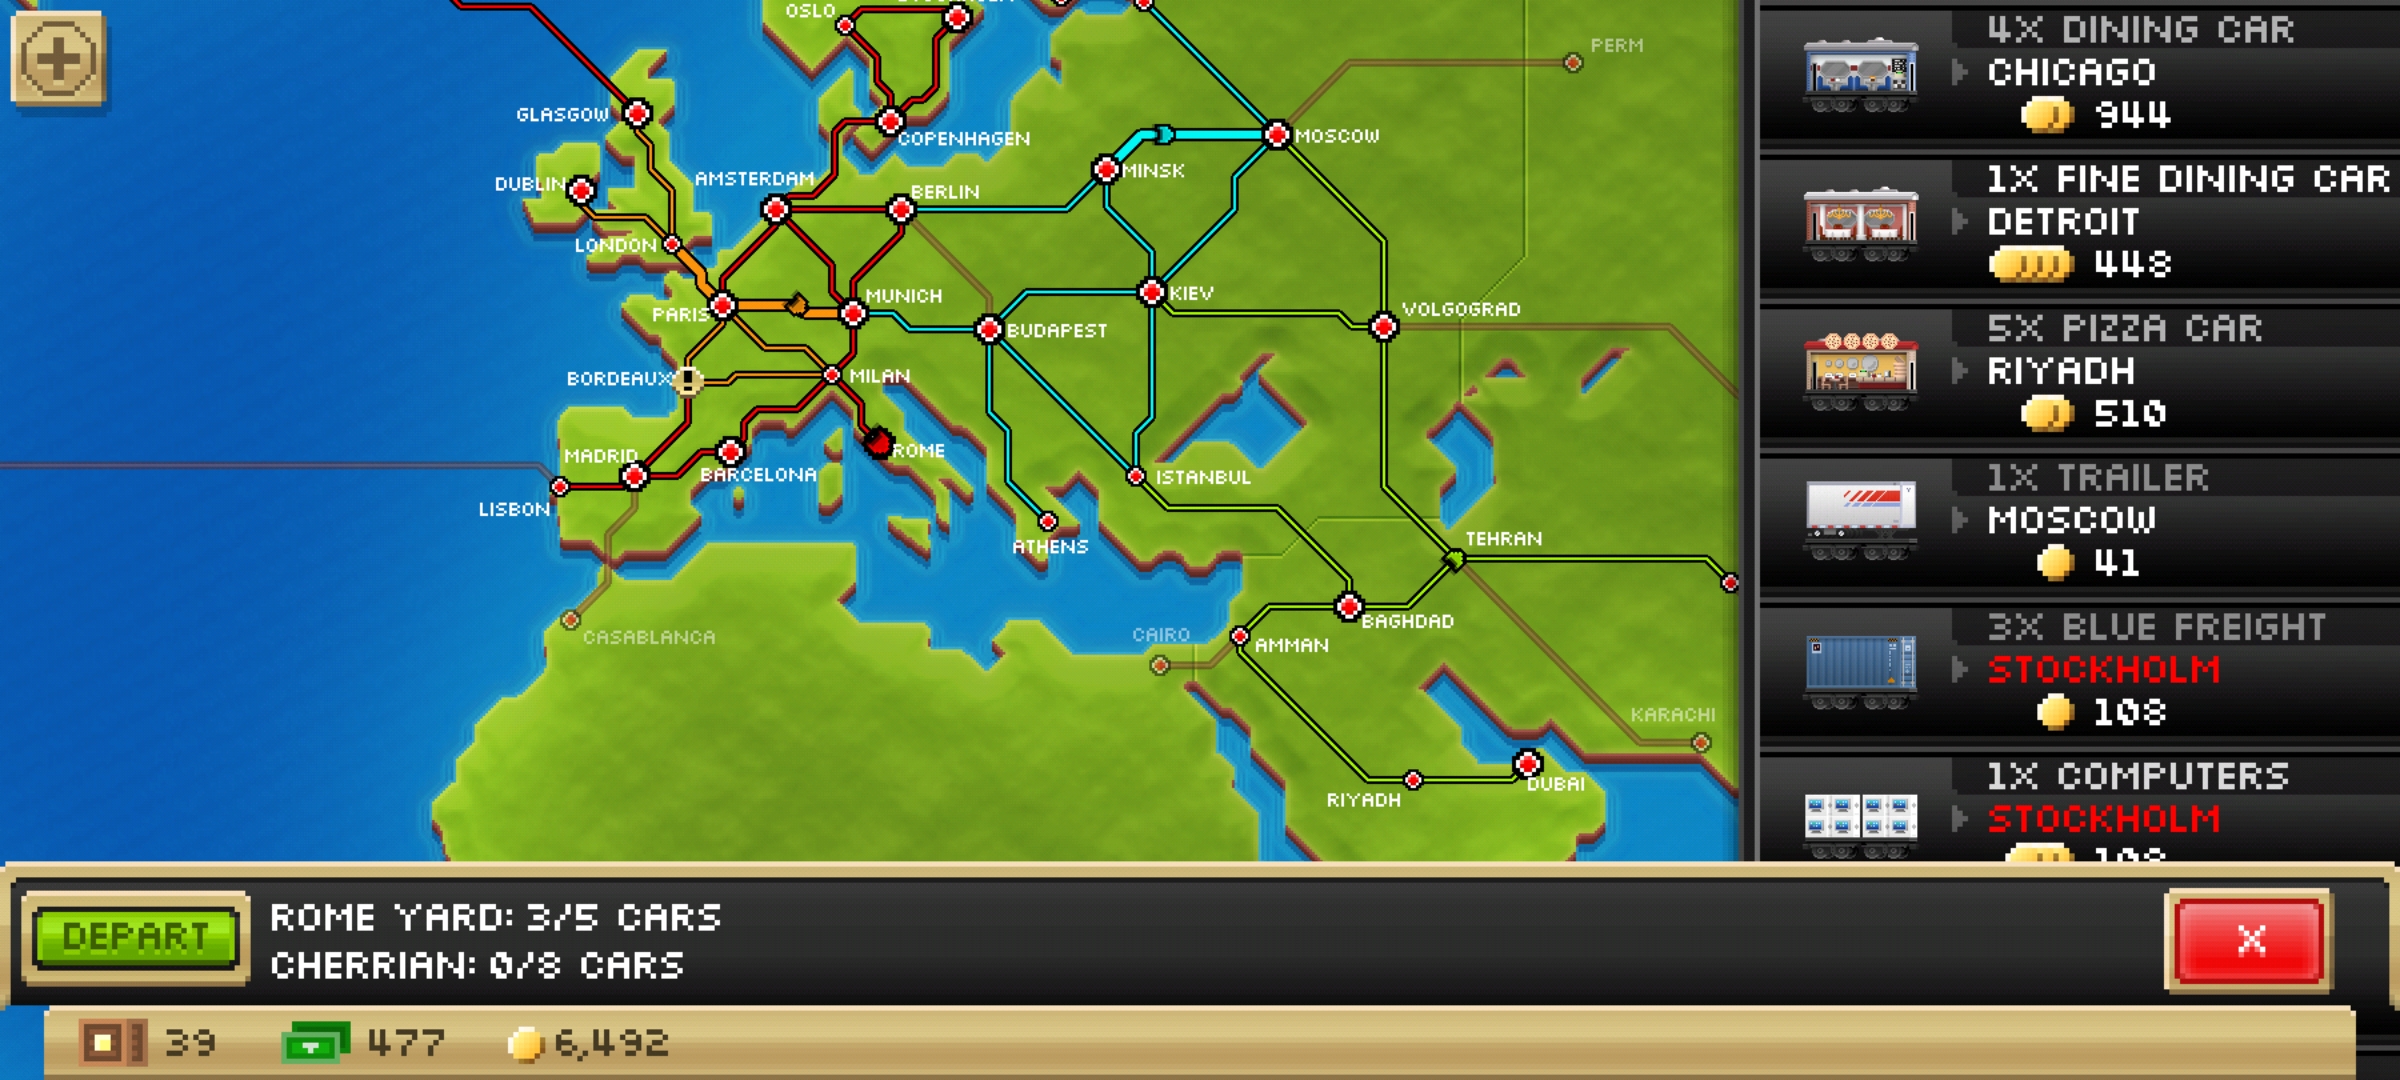 OSLO
PERM
GLASGOW
COPENHAGEN
MOSCOW
DUBLIN
AMSTERDAM
BERLIN
MINSK
LONDON
PARIS
MUNICH
KIEV
VOLGOGRAD
BUDAPEST
BORDEAUX
MILAN
MADRID
ROME
BARCELONA
ISTANBUL
LISBON
ATHENS
TEHRAN
CASABLANCA
CAIRO
AMMAN
BAGHDAD
KARACHI
RIYADH
DUBAI
4X DINING CAR
CHICAGO
944
1X FINE DINING CAR
DETROIT
448
5X PIZZA CAR
RIYADH
510
1X TRAILER
MOSCOW
41
3X BLUE FREIGHT
STOCKHOLM
108
1X COMPUTERS
STOCKHOLM
DEPART
ROME YARD: 3/5 CARS
CHERRIAN: 0/8 CARS
X
39
477
6,492